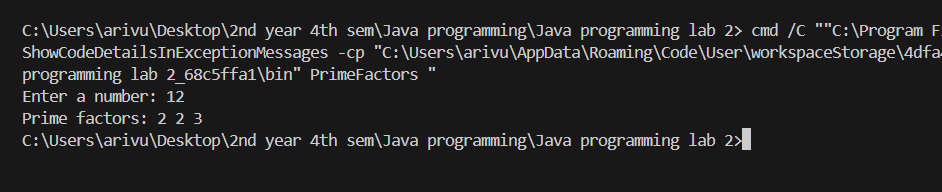 C:\Users\arivu\Desktop\2nd year 4th sem\Java programming\Java programming lab 2> cmd /C ""C:\Program
ShowCodeDetailsInExceptionMessages -cp "C:\Users\arivu\AppData\Roaming\Code\User\workspaceStorage\4dfa
programming lab 2_68c5ffa1\bin" PrimeFactors "
Enter a number: 12
Prime factors: 2 2 3
C:\Users\arivu\Desktop\2nd year 4th sem\Java programming\Java programming lab 2>